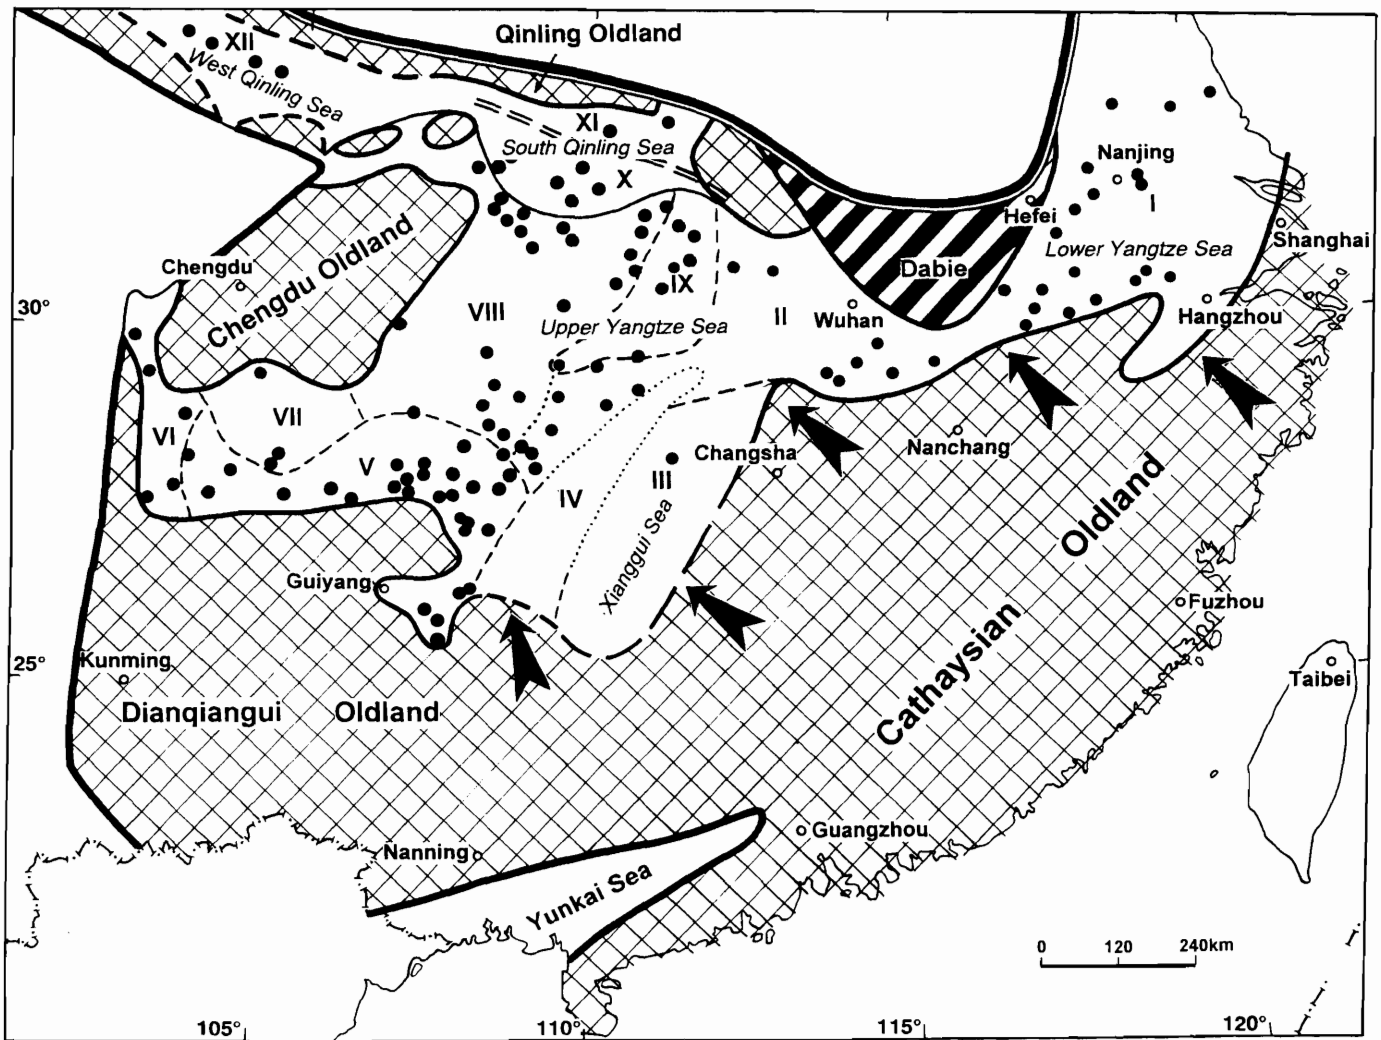 Qinling Oldland
XII
West Qinling Sea
XI
South Qinling Sea
X
Nanjing
I
Hefei
Shanghai
Lower Yangtze Sea
Chengdu
Chengdu Oldland
Dabie
IX
30°
VIII
II
Wuhan
Hangzhou
Upper Yangtze Sea
VII
VI
V
Changsha
Nanchang
IV
III
Xianggui Sea
Guiyang
Cathaysian Oldland
Fuzhou
25°
Kunming
Taibei
Dianqiangui Oldland
Guangzhou
Nanning
Yunkai Sea
0 120 240km
105° 110° 115° 120°